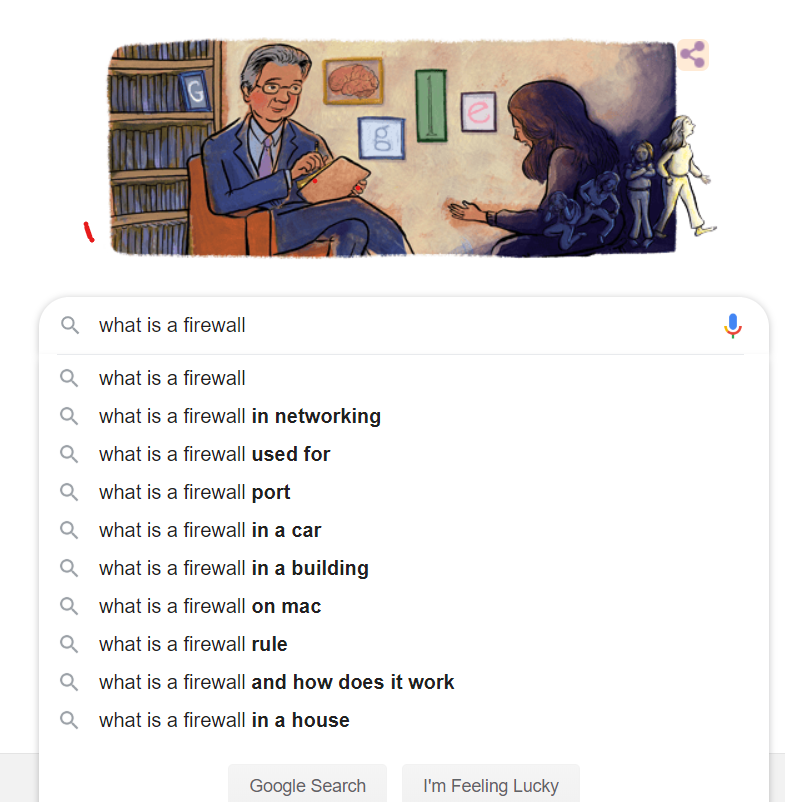 G
g
l
e
what is a firewall
what is a firewall
what is a firewall in networking
what is a firewall used for
what is a firewall port
what is a firewall in a car
what is a firewall in a building
what is a firewall on mac
what is a firewall rule
what is a firewall and how does it work
what is a firewall in a house
Google Search
I'm Feeling Lucky